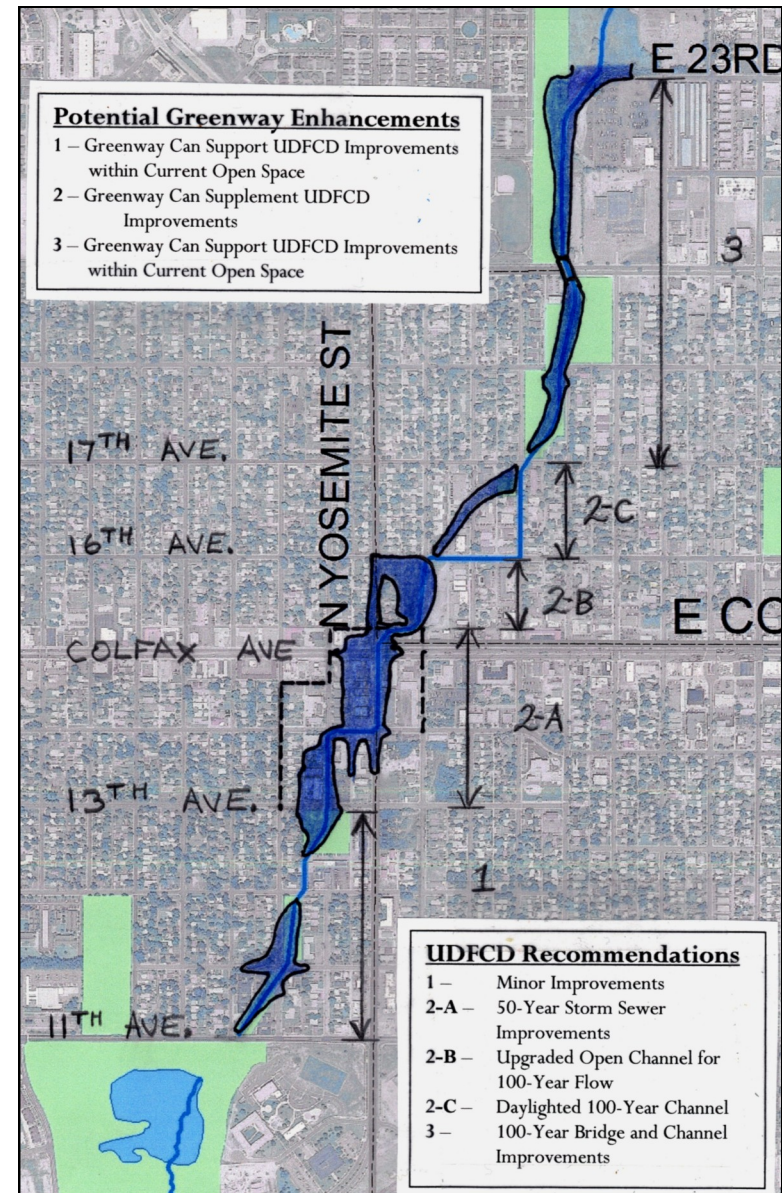 E 23RD
Potential Greenway Enhancements
1 – Greenway Can Support UDFCD Improvements
within Current Open Space
2 – Greenway Can Supplement UDFCD
Improvements
3 – Greenway Can Support UDFCD Improvements
within Current Open Space
3
N YOSEMITE ST
17TH AVE.
2-C
16TH AVE.
2-B
E CO
COLFAX AVE
2-A
13TH AVE.
1
11TH AVE.
UDFCD Recommendations
1 – Minor Improvements
2-A – 50-Year Storm Sewer
Improvements
2-B – Upgraded Open Channel for
100-Year Flow
2-C – Daylighted 100-Year Channel
3 – 100-Year Bridge and Channel
Improvements